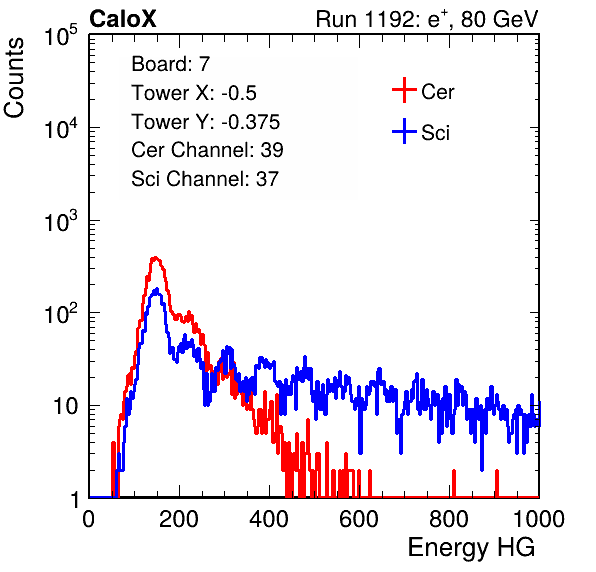 CaloX Run 1192: e⁺, 80 GeV
Counts
10⁵
10⁴
10³
10²
10
1
Board: 7
Tower X: -0.5
Tower Y: -0.375
Cer Channel: 39
Sci Channel: 37
Cer
Sci
0 200 400 600 800 1000
Energy HG